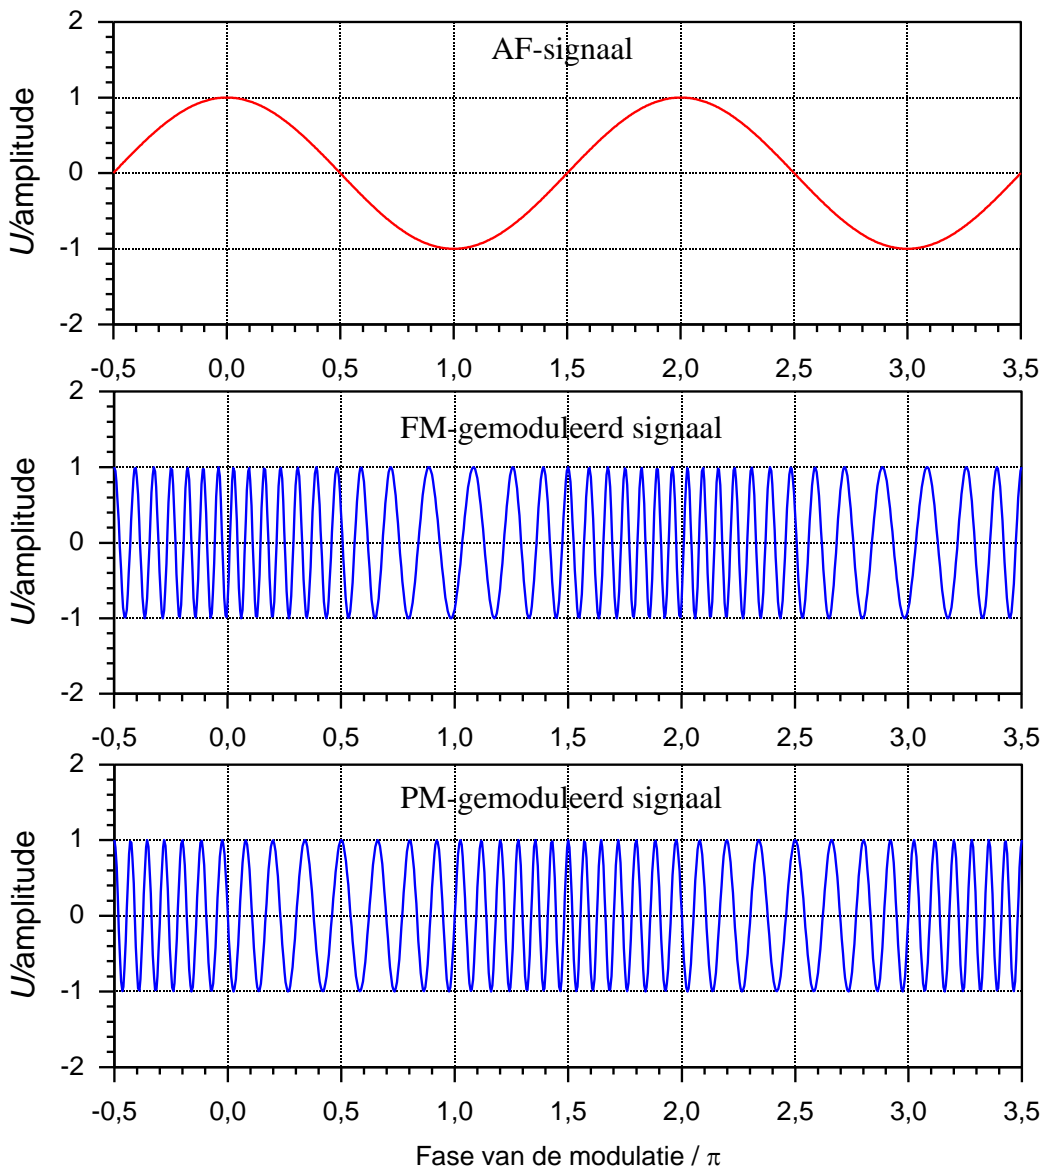 2
AF-signaal
1
0
-1
-2
U/amplitude
-0,5 0,0 0,5 1,0 1,5 2,0 2,5 3,0 3,5
2
FM-gemoduleerd signaal
1
0
-1
-2
U/amplitude
-0,5 0,0 0,5 1,0 1,5 2,0 2,5 3,0 3,5
2
PM-gemoduleerd signaal
1
0
-1
-2
U/amplitude
-0,5 0,0 0,5 1,0 1,5 2,0 2,5 3,0 3,5
Fase van de modulatie / π